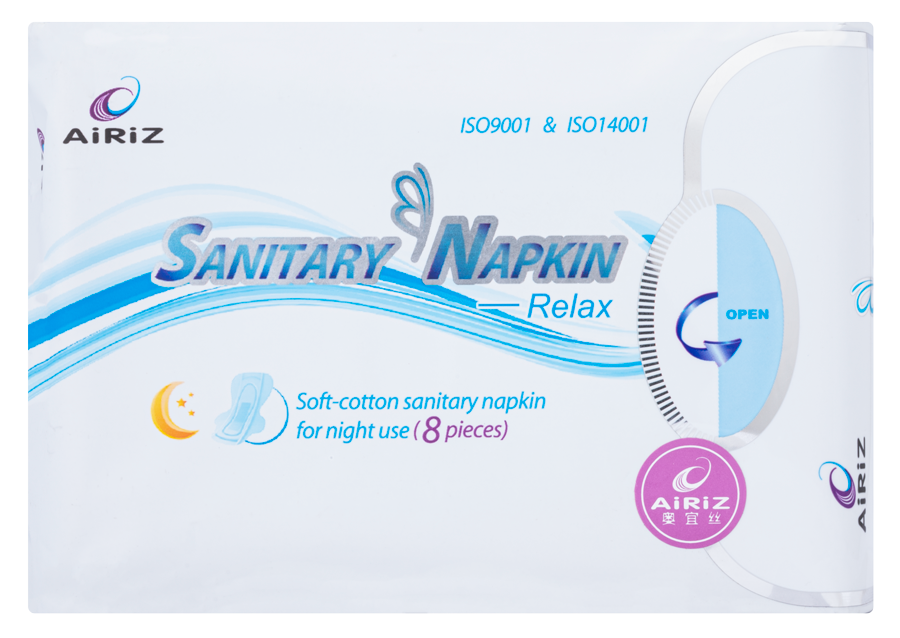 AiRiZ
ISO9001 & ISO14001
SANITARY NAPKIN
—Relax
OPEN
Soft-cotton sanitary napkin
for night use (8 pieces)
AiRiZ
奥宜丝
AiRiZ